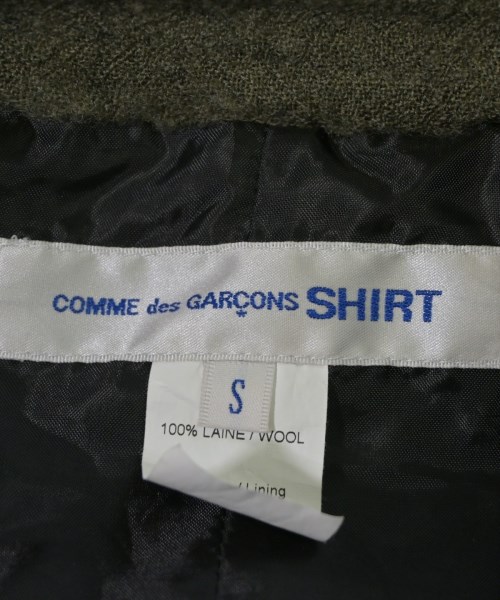 COMME des GARÇONS SHIRT
S
100% LAINE / WOOL
/ Lining